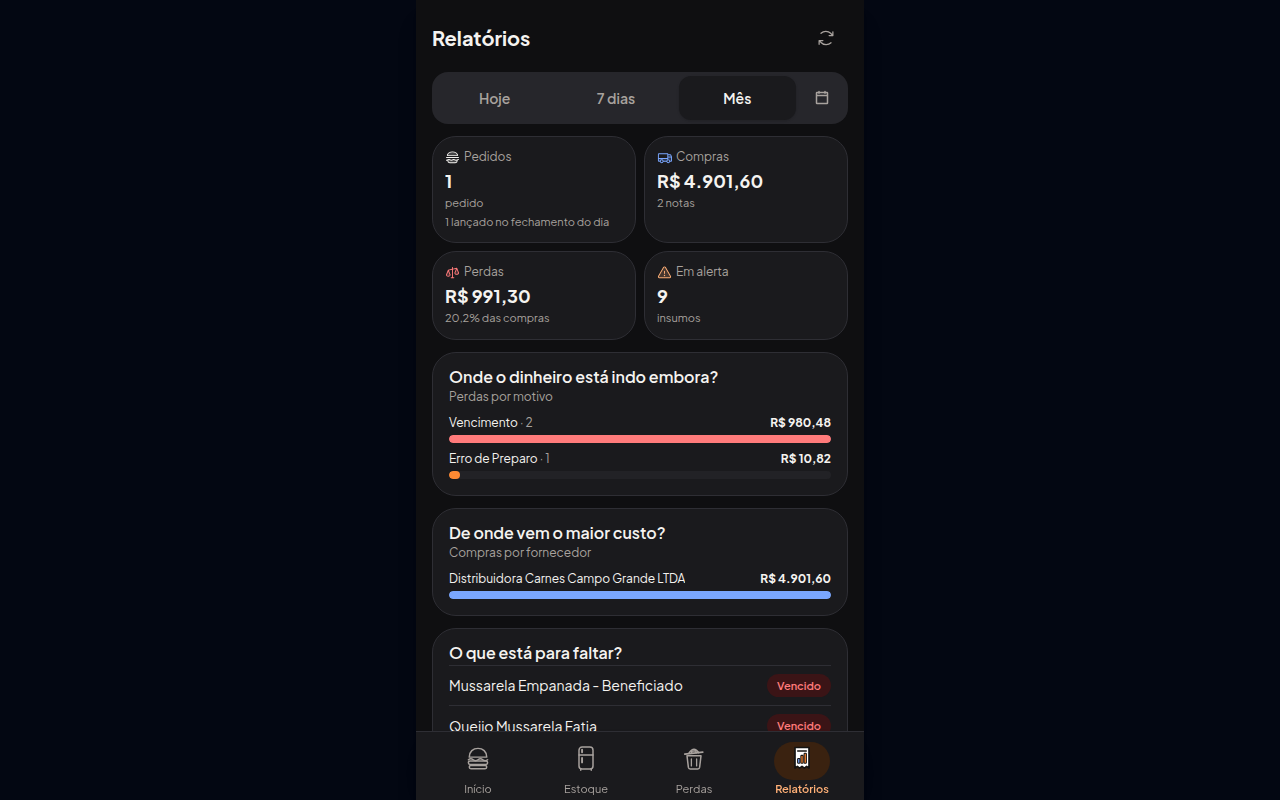 Relatórios
Hoje
7 dias
Mês
Pedidos
1
pedido
1 lançado no fechamento do dia
Compras
R$ 4.901,60
2 notas
Perdas
R$ 991,30
20,2% das compras
Em alerta
9
insumos
Onde o dinheiro está indo embora?
Perdas por motivo
Vencimento · 2 R$ 980,48
Erro de Preparo · 1 R$ 10,82
De onde vem o maior custo?
Compras por fornecedor
Distribuidora Carnes Campo Grande LTDA R$ 4.901,60
O que está para faltar?
Mussarela Empanada - Beneficiado Vencido
Queijo Mussarela Fatia Vencido
Início
Estoque
Perdas
Relatórios